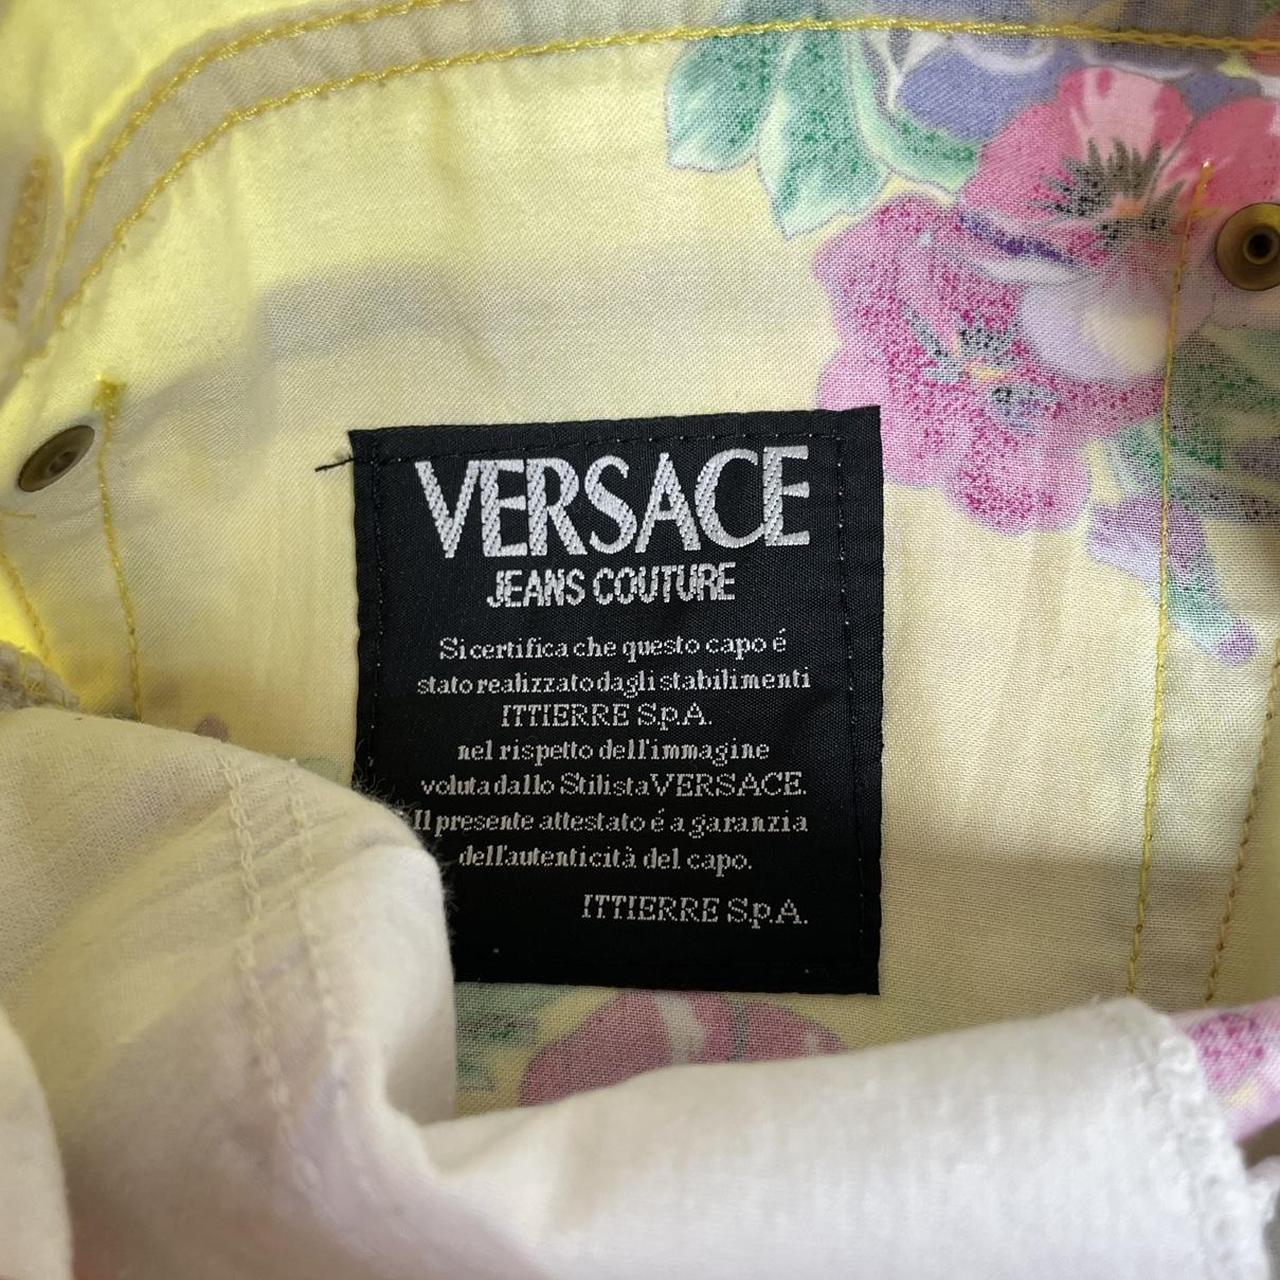 VERSACE
JEANS COUTURE
Si certifica che questo capo é
stato realizzato dagli stabilimenti
ITTIERRE S.p.A.
nel rispetto dell'immagine
voluta dallo Stilista VERSACE.
Il presente attestato é a garanzia
dell'autenticità del capo.
ITTIERRE S.p.A.